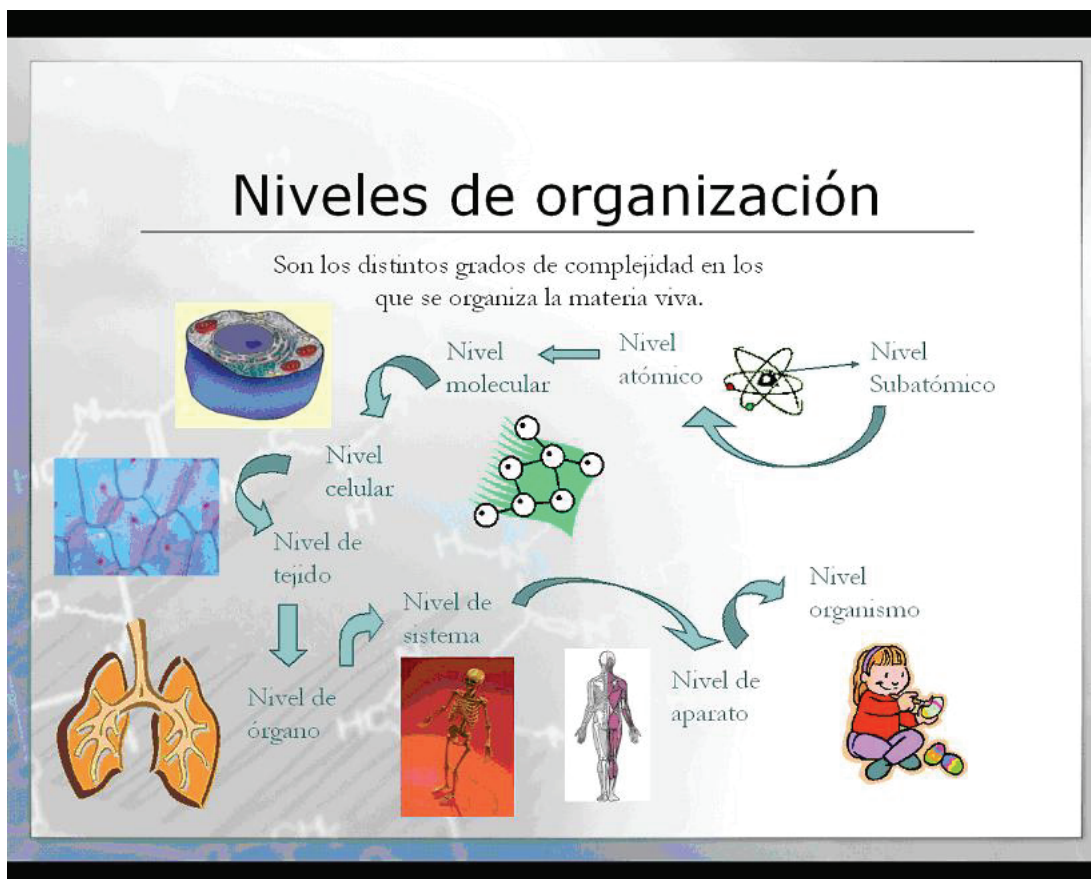 Niveles de organización
Son los distintos grados de complejidad en los
que se organiza la materia viva.
Nivel
Subatómico
Nivel
atómico
Nivel
molecular
Nivel
celular
Nivel de
tejido
Nivel de
órgano
Nivel de
sistema
Nivel de
aparato
Nivel
organismo